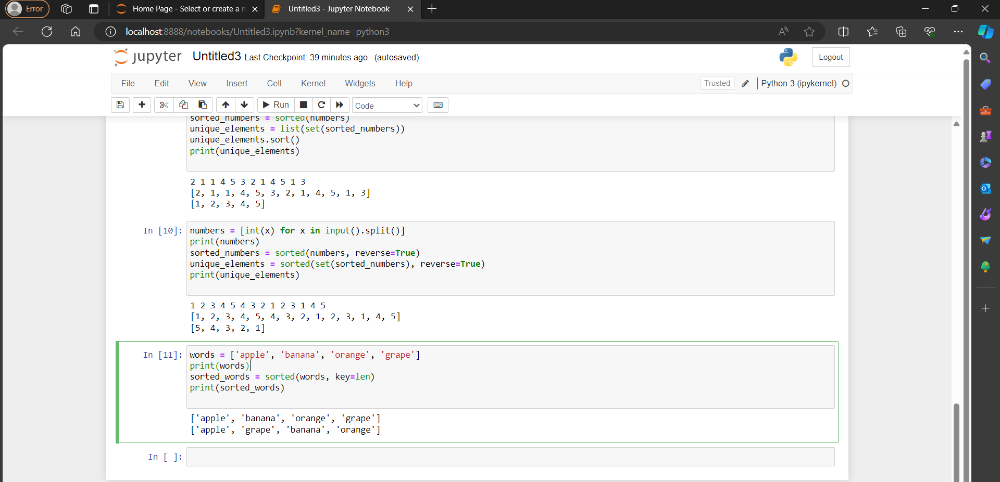 Error
Home Page - Select or create a n
Untitled3 - Jupyter Notebook
localhost:8888/notebooks/Untitled3.ipynb?kernel_name=python3
jupyter Untitled3 Last Checkpoint: 39 minutes ago (autosaved)
Logout
File Edit View Insert Cell Kernel Widgets Help
Trusted
Python 3 (ipykernel)
Run
Code
sorted_numbers = sorted(numbers)
unique_elements = list(set(sorted_numbers))
unique_elements.sort()
print(unique_elements)
2 1 1 4 5 3 2 1 4 5 1 3
[2, 1, 1, 4, 5, 3, 2, 1, 4, 5, 1, 3]
[1, 2, 3, 4, 5]
In [10]: numbers = [int(x) for x in input().split()]
print(numbers)
sorted_numbers = sorted(numbers, reverse=True)
unique_elements = sorted(set(sorted_numbers), reverse=True)
print(unique_elements)
1 2 3 4 5 4 3 2 1 2 3 1 4 5
[1, 2, 3, 4, 5, 4, 3, 2, 1, 2, 3, 1, 4, 5]
[5, 4, 3, 2, 1]
In [11]: words = ['apple', 'banana', 'orange', 'grape']
print(words)
sorted_words = sorted(words, key=len)
print(sorted_words)
['apple', 'banana', 'orange', 'grape']
['apple', 'grape', 'banana', 'orange']
In [ ]: